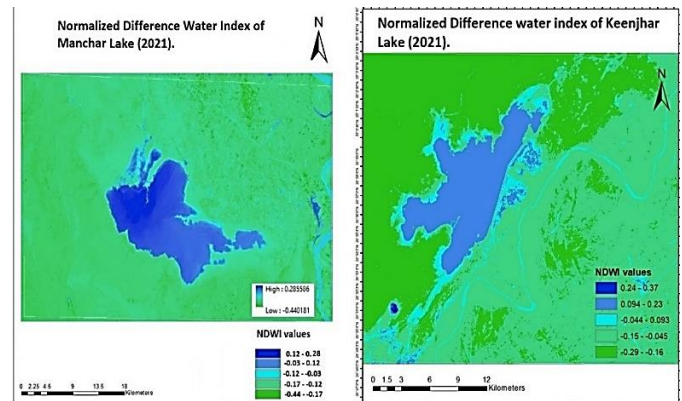 Normalized Difference Water Index of
Manchar Lake (2021).
N
High : 0.285586
Low : -0.440181
NDWI values
0.12 - 0.28
-0.03 - 0.12
-0.12 - -0.03
-0.17 - -0.12
-0.44 - -0.17
0 2.25 4.5 9 13.5 18
Kilometers
Normalized Difference water index of Keenjhar
Lake (2021).
N
NDWI values
0.24 - 0.37
0.094 - 0.23
-0.044 - 0.093
-0.15 - -0.045
-0.29 - -0.16
0 1.5 3 6 9 12
Kilometers